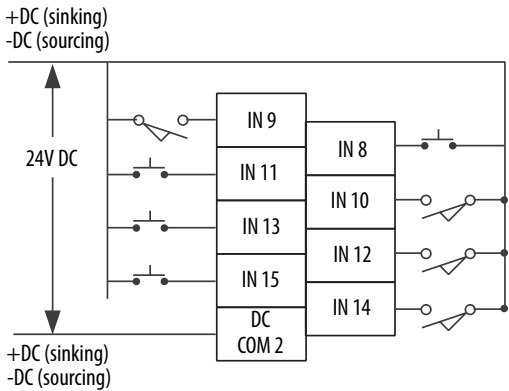 +DC (sinking)
-DC (sourcing)
24V DC
IN 9
IN 8
IN 11
IN 10
IN 13
IN 12
IN 15
IN 14
DC
COM 2
+DC (sinking)
-DC (sourcing)